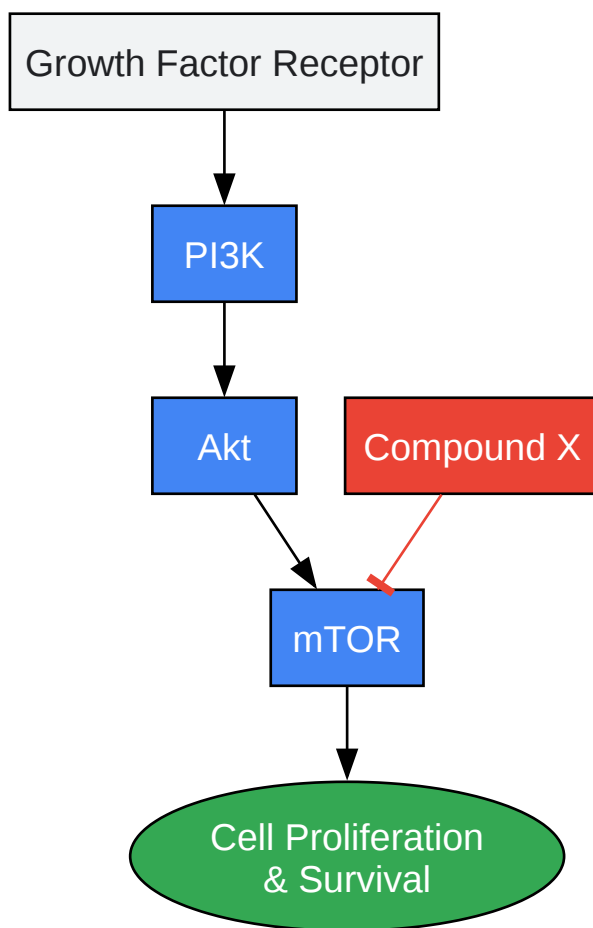 Growth Factor Receptor
PI3K
Akt
Compound X
mTOR
Cell Proliferation
& Survival